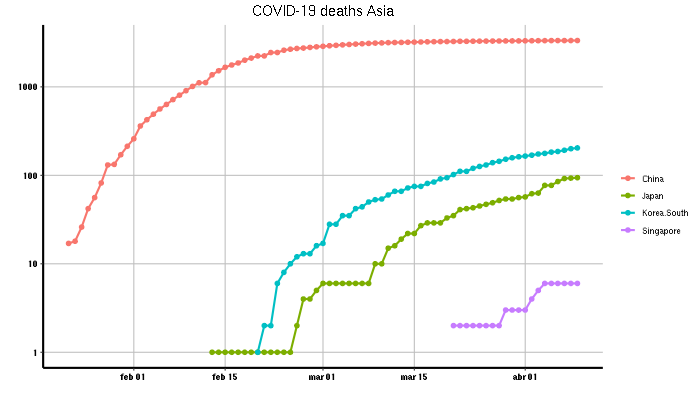 COVID-19 deaths Asia
1000
100
10
1
feb 01
feb 15
mar 01
mar 15
abr 01
China
Japan
Korea.South
Singapore